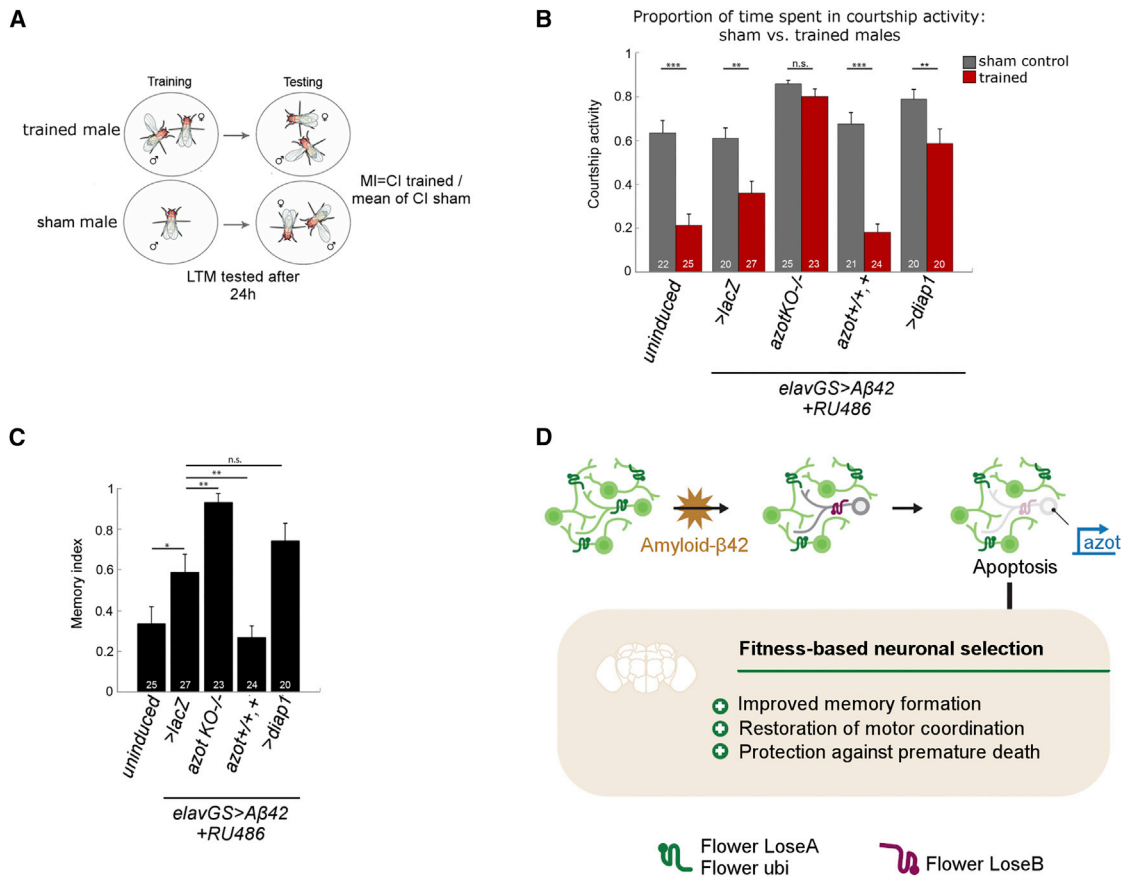 A
Training
Testing
trained male
♀
♂
♀
♂
MI=CI trained /
mean of CI sham
sham male
♂
♀
♂
LTM tested after
24h
B
Proportion of time spent in courtship activity:
sham vs. trained males
sham control
trained
Courtship activity
1
0.8
0.6
0.4
0.2
0
***
**
n.s.
***
**
22
25
20
27
25
23
21
24
20
20
uninduced
>lacZ
azotKO-/-
azot+/+,+
>diap1
elavGS>Aβ42
+RU486
C
Memory index
1
0.8
0.6
0.4
0.2
0
n.s.
**
**
*
25
27
23
24
20
uninduced
>lacZ
azot KO-/-
azot+/+,+
>diap1
elavGS>Aβ42
+RU486
D
Amyloid-β42
azot
Apoptosis
Fitness-based neuronal selection
Improved memory formation
Restoration of motor coordination
Protection against premature death
Flower LoseA
Flower ubi
Flower LoseB